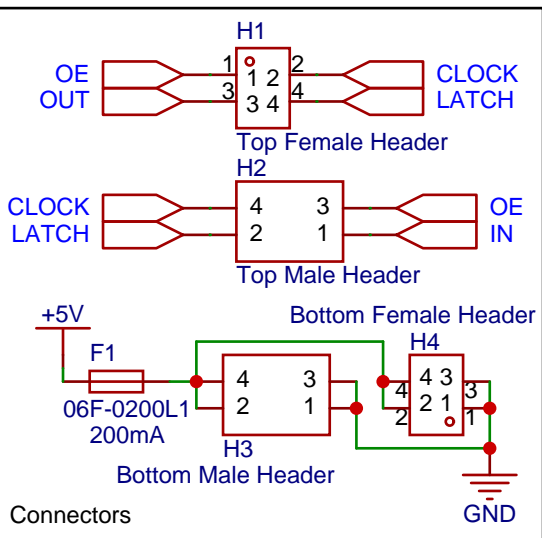 H1
OE 1 1 2 2 CLOCK
OUT 3 3 4 4 LATCH
Top Female Header
H2
CLOCK 4 3 OE
LATCH 2 1 IN
Top Male Header
+5V
Bottom Female Header
F1
H4
4 3
4 4 3 3
2 1
2 1
06F-0200L1
200mA
H3
Bottom Male Header
Connectors
GND